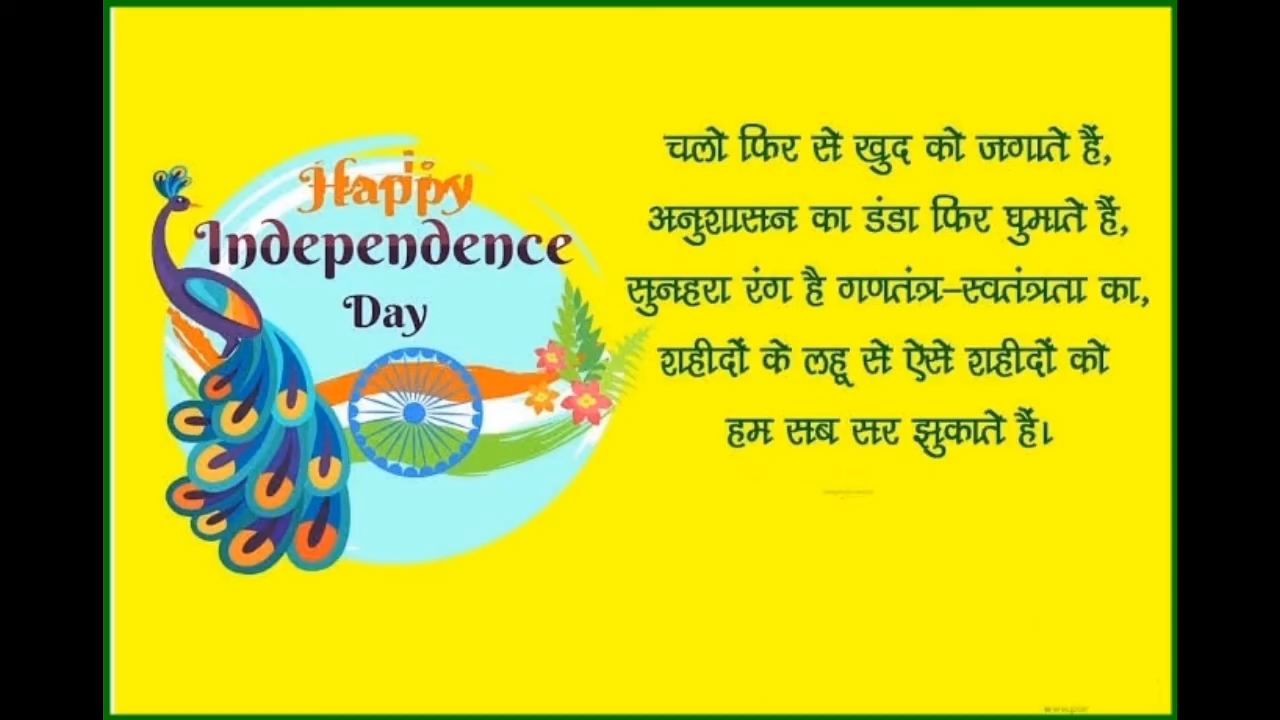 Happy
Independence
Day
चलो फिर से खुद को जगाते हैं,
अनुशासन का डंडा फिर घुमाते हैं,
सुनहरा रंग है गणतंत्र-स्वतंत्रता का,
शहीदों के लहू से ऐसे शहीदों को
हम सब सर झुकाते हैं।